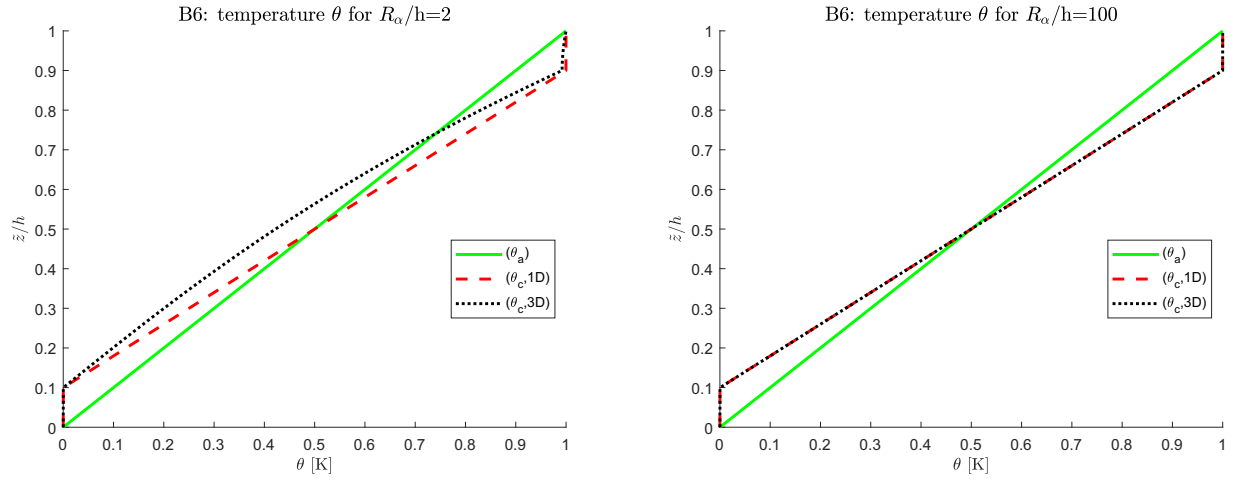 B6: temperature θ for R_α/h=2
1
0.9
0.8
0.7
0.6
0.5
0.4
0.3
0.2
0.1
0
z̃/h
(θ_a)
(θ_c,1D)
(θ_c,3D)
0 0.1 0.2 0.3 0.4 0.5 0.6 0.7 0.8 0.9 1
θ [K]
B6: temperature θ for R_α/h=100
1
0.9
0.8
0.7
0.6
0.5
0.4
0.3
0.2
0.1
0
z̃/h
(θ_a)
(θ_c,1D)
(θ_c,3D)
0 0.1 0.2 0.3 0.4 0.5 0.6 0.7 0.8 0.9 1
θ [K]